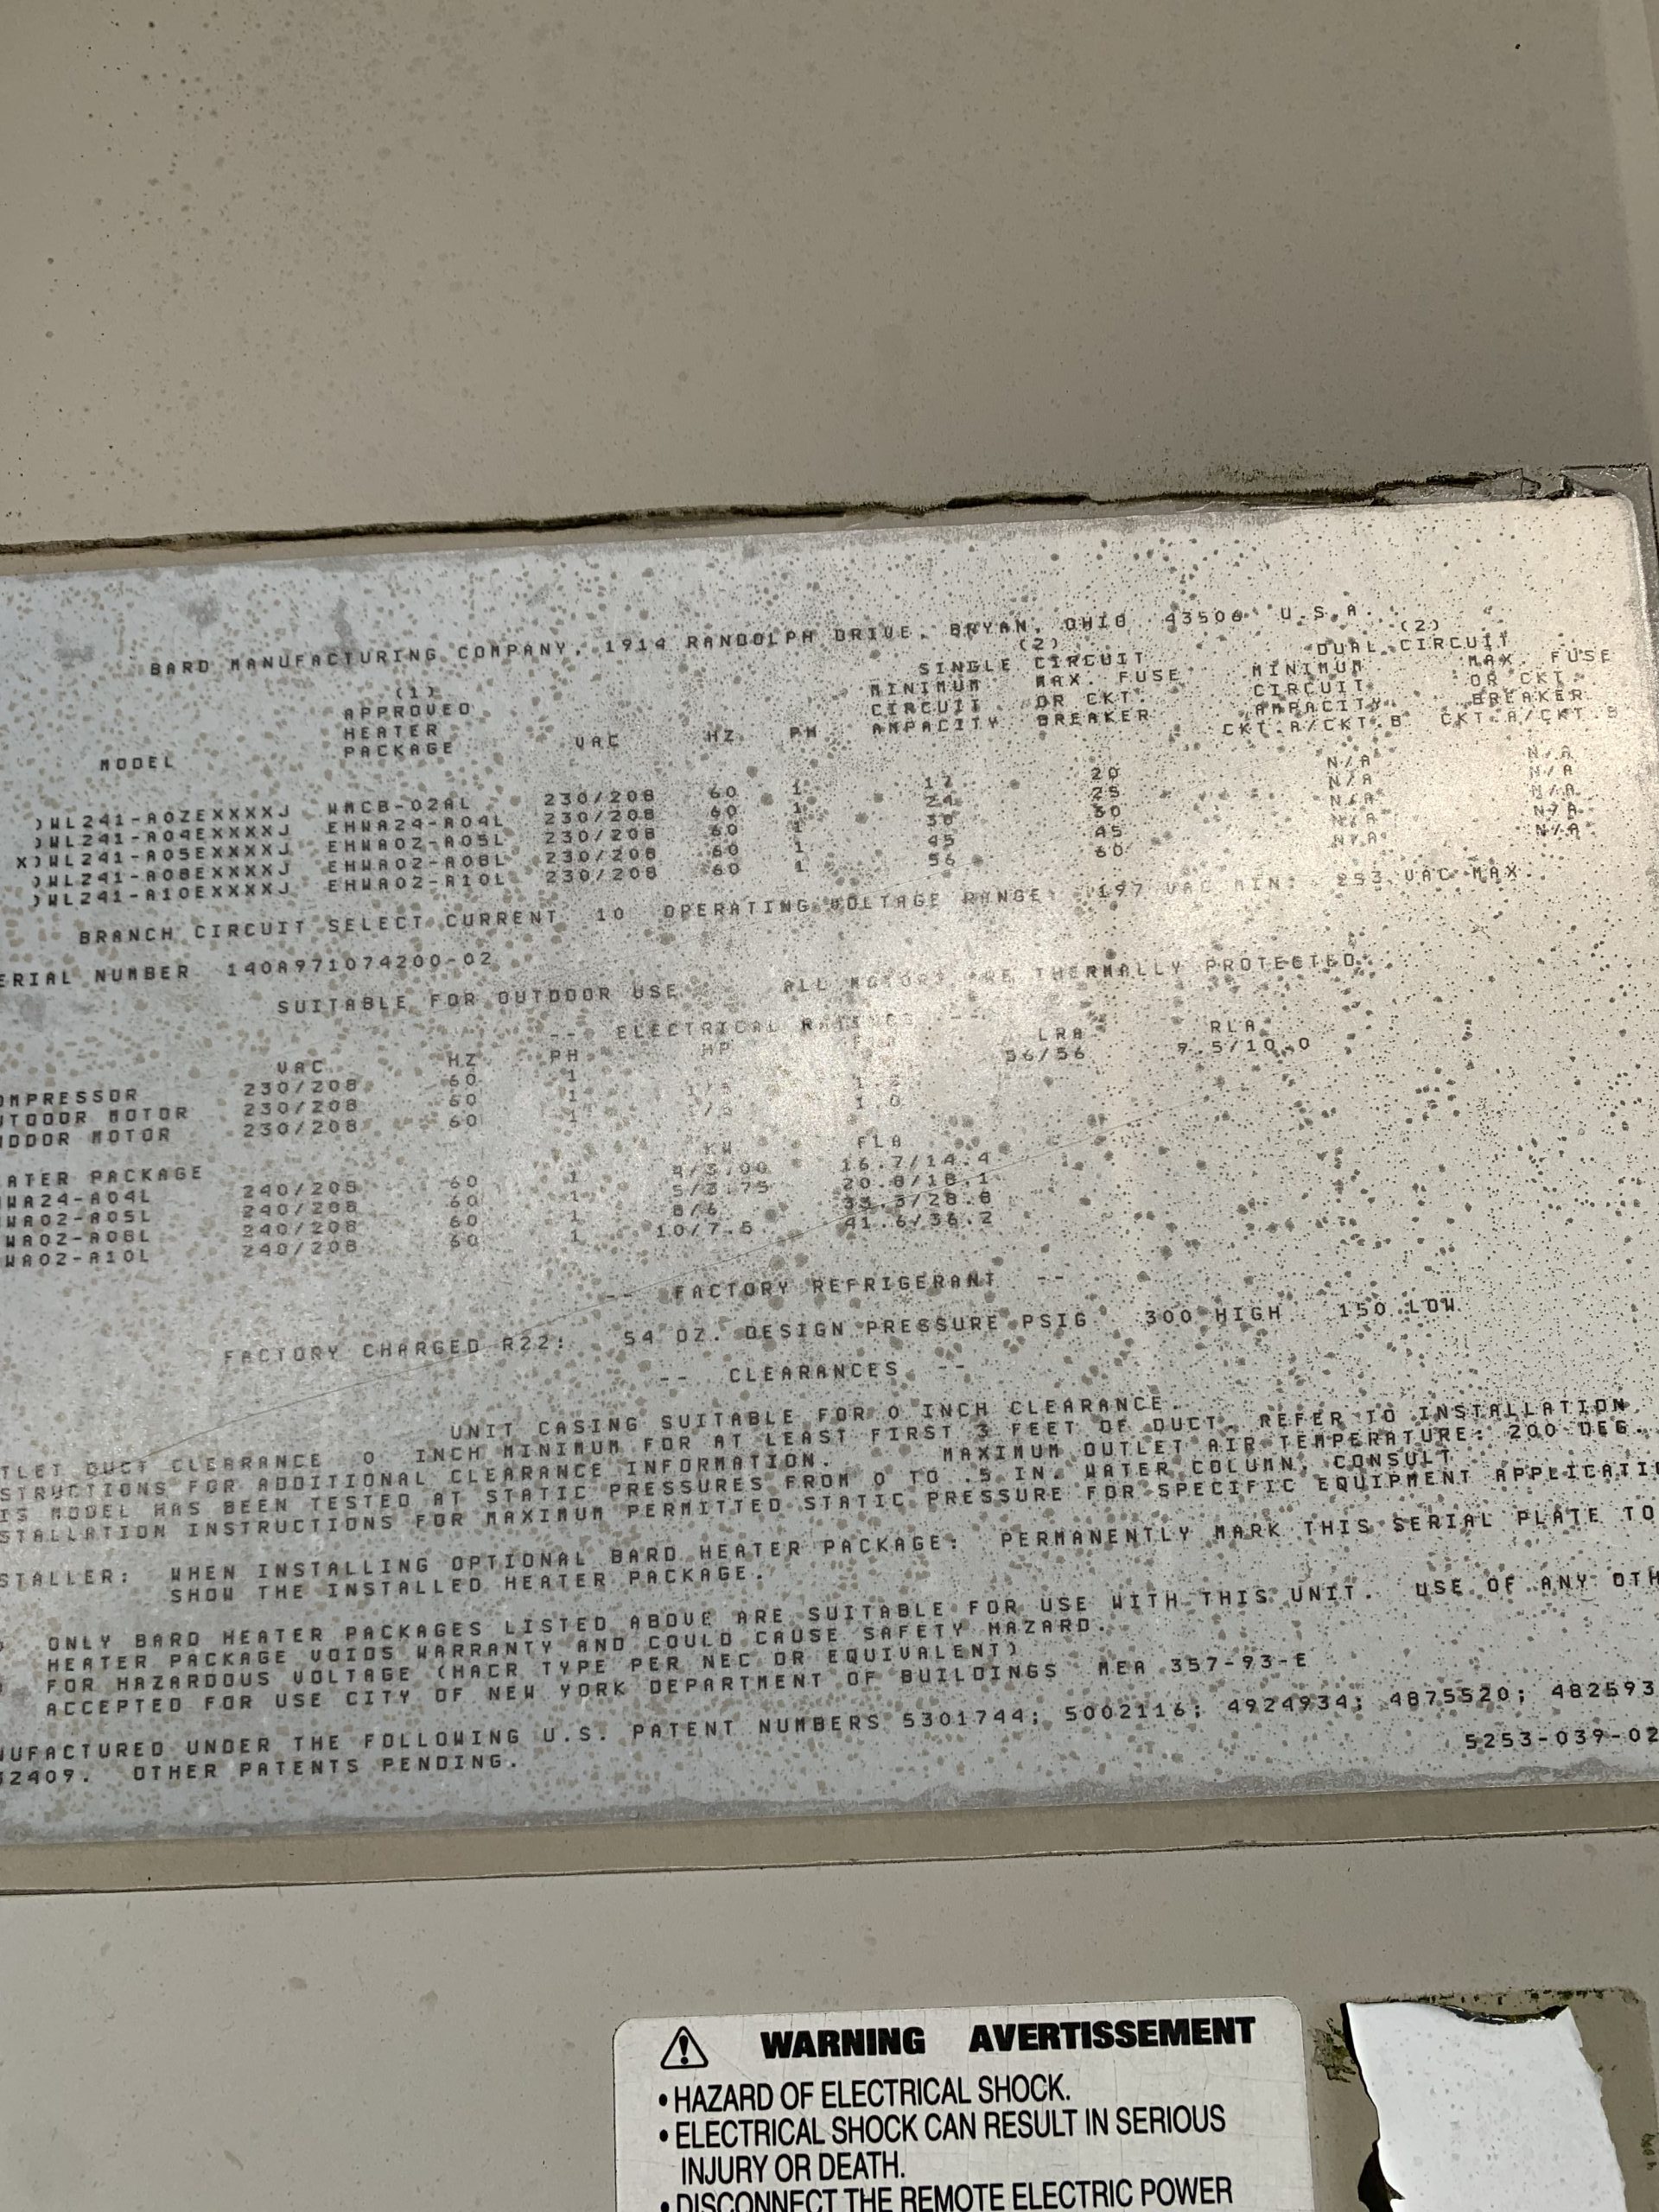 BARD MANUFACTURING COMPANY, 1914 RANDOLPH DRIVE, BRYAN, OHIO 43506 U.S.A.
(2) (2)
SINGLE CIRCUIT DUAL CIRCUIT
(1) MINIMUM MAX. FUSE MINIMUM MAX. FUSE
APPROVED CIRCUIT OR CKT. CIRCUIT OR CKT.
HEATER AMPACITY BREAKER AMPACITY BREAKER
MODEL PACKAGE VAC HZ PH CKT.A/CKT.B CKT.A/CKT.B
)WL241-A0ZEXXXXJ WMCB-02AL 230/208 60 1 17 20 N/A N/A
)WL241-A04EXXXXJ EHWA24-A04L 230/208 60 1 24 25 N/A N/A
X)WL241-A05EXXXXJ EHWA02-A05L 230/208 60 1 30 30 N/A N/A
)WL241-A08EXXXXJ EHWA02-A08L 230/208 60 1 45 45 N/A N/A
)WL241-A10EXXXXJ EHWA02-A10L 230/208 60 1 56 60 N/A N/A
BRANCH CIRCUIT SELECT CURRENT 10 OPERATING VOLTAGE RANGE: 197 VAC MIN: 253 VAC MAX.
ERIAL NUMBER 140A971074200-02
SUITABLE FOR OUTDOOR USE ALL THERMALLY PROTECTED
-- ELECTRICAL RATINGS --
VAC HZ PH HP LRA RLA
OMPRESSOR 230/208 60 1 56/56 9.5/10.0
UTDOOR MOTOR 230/208 60 1
NDOOR MOTOR 230/208 60 1
EATER PACKAGE KW FLA
WA24-A04L 240/208 60 1 4/3.00 16.7/14.4
WA02-A05L 240/208 60 1 5/3.75 20.8/18.1
WA02-A08L 240/208 60 1 8/6 33.3/28.8
WA02-A10L 240/208 60 1 10/7.5 41.6/36.2
-- FACTORY REFRIGERANT --
FACTORY CHARGED R22: 54 OZ. DESIGN PRESSURE PSIG 300 HIGH 150 LOW
-- CLEARANCES --
UNIT CASING SUITABLE FOR 0 INCH CLEARANCE.
TLET DUCT CLEARANCE 0 INCH MINIMUM FOR AT LEAST FIRST 3 FEET OF DUCT. REFER TO INSTALLATION
STRUCTIONS FOR ADDITIONAL CLEARANCE INFORMATION. MAXIMUM OUTLET AIR TEMPERATURE: 200 DEG.
IS MODEL HAS BEEN TESTED AT STATIC PRESSURES FROM 0 TO .5 IN. WATER COLUMN, CONSULT
STALLATION INSTRUCTIONS FOR MAXIMUM PERMITTED STATIC PRESSURE FOR SPECIFIC EQUIPMENT APPLICATI
STALLER: WHEN INSTALLING OPTIONAL BARD HEATER PACKAGE: PERMANENTLY MARK THIS SERIAL PLATE TO
SHOW THE INSTALLED HEATER PACKAGE.
) ONLY BARD HEATER PACKAGES LISTED ABOVE ARE SUITABLE FOR USE WITH THIS UNIT. USE OF ANY OTH
HEATER PACKAGE VOIDS WARRANTY AND COULD CAUSE SAFETY HAZARD.
) FOR HAZARDOUS VOLTAGE (HACR TYPE PER NEC OR EQUIVALENT)
ACCEPTED FOR USE CITY OF NEW YORK DEPARTMENT OF BUILDINGS MEA 357-93-E
NUFACTURED UNDER THE FOLLOWING U.S. PATENT NUMBERS 5301744; 5002116; 4924934; 4875520; 482593
32409. OTHER PATENTS PENDING. 5253-039-02
WARNING AVERTISSEMENT
• HAZARD OF ELECTRICAL SHOCK.
• ELECTRICAL SHOCK CAN RESULT IN SERIOUS
INJURY OR DEATH.
• DISCONNECT THE REMOTE ELECTRIC POWER